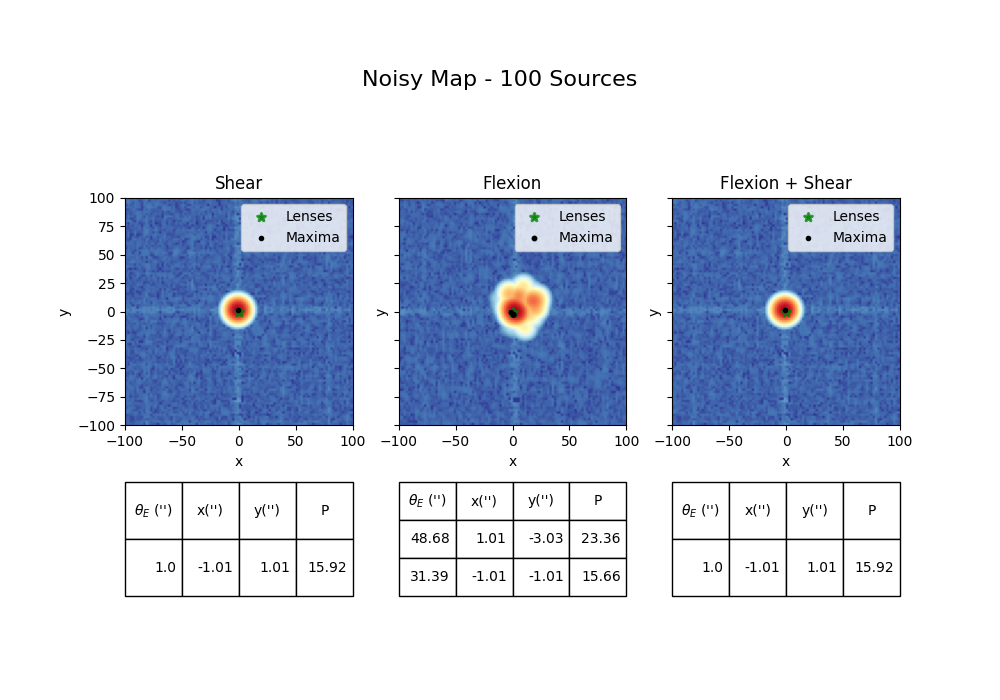 Noisy Map - 100 Sources
Shear
Flexion
Flexion + Shear
Lenses
Maxima
Lenses
Maxima
Lenses
Maxima
100
75
50
25
0
−25
−50
−75
−100
y
y
y
−100 −50 0 50 100
−100 −50 0 50 100
−100 −50 0 50 100
x
x
x
θ_E ('') x('') y('') P
1.0 -1.01 1.01 15.92
θ_E ('') x('') y('') P
48.68 1.01 -3.03 23.36
31.39 -1.01 -1.01 15.66
θ_E ('') x('') y('') P
1.0 -1.01 1.01 15.92